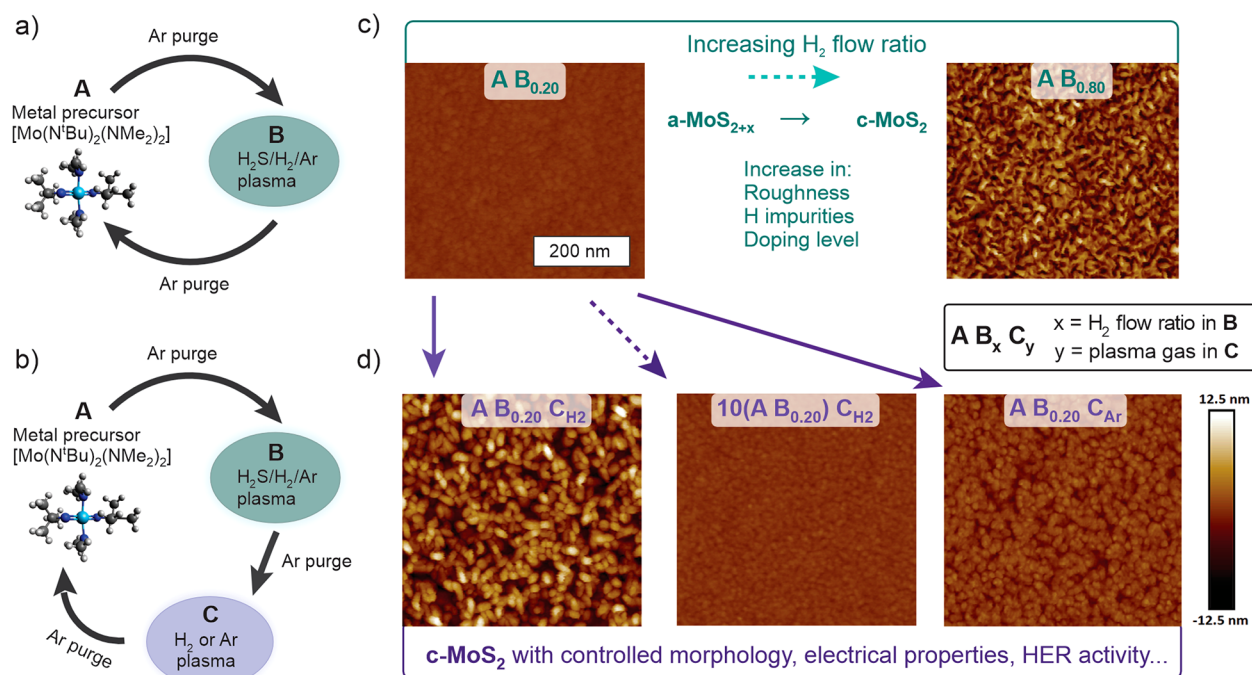 a)
Ar purge
A
Metal precursor
[Mo(NᵗBu)₂(NMe₂)₂]
B
H₂S/H₂/Ar
plasma
Ar purge
b)
Ar purge
A
Metal precursor
[Mo(NᵗBu)₂(NMe₂)₂]
B
H₂S/H₂/Ar
plasma
Ar purge
C
H₂ or Ar
plasma
Ar purge
c)
Increasing H₂ flow ratio
A B₀.₂₀
A B₀.₈₀
a-MoS₂₊ₓ → c-MoS₂
Increase in:
Roughness
H impurities
Doping level
200 nm
A Bₓ Cᵧ
x = H₂ flow ratio in B
y = plasma gas in C
d)
A B₀.₂₀ C_H2
10(A B₀.₂₀) C_H2
A B₀.₂₀ C_Ar
12.5 nm
-12.5 nm
c-MoS₂ with controlled morphology, electrical properties, HER activity...